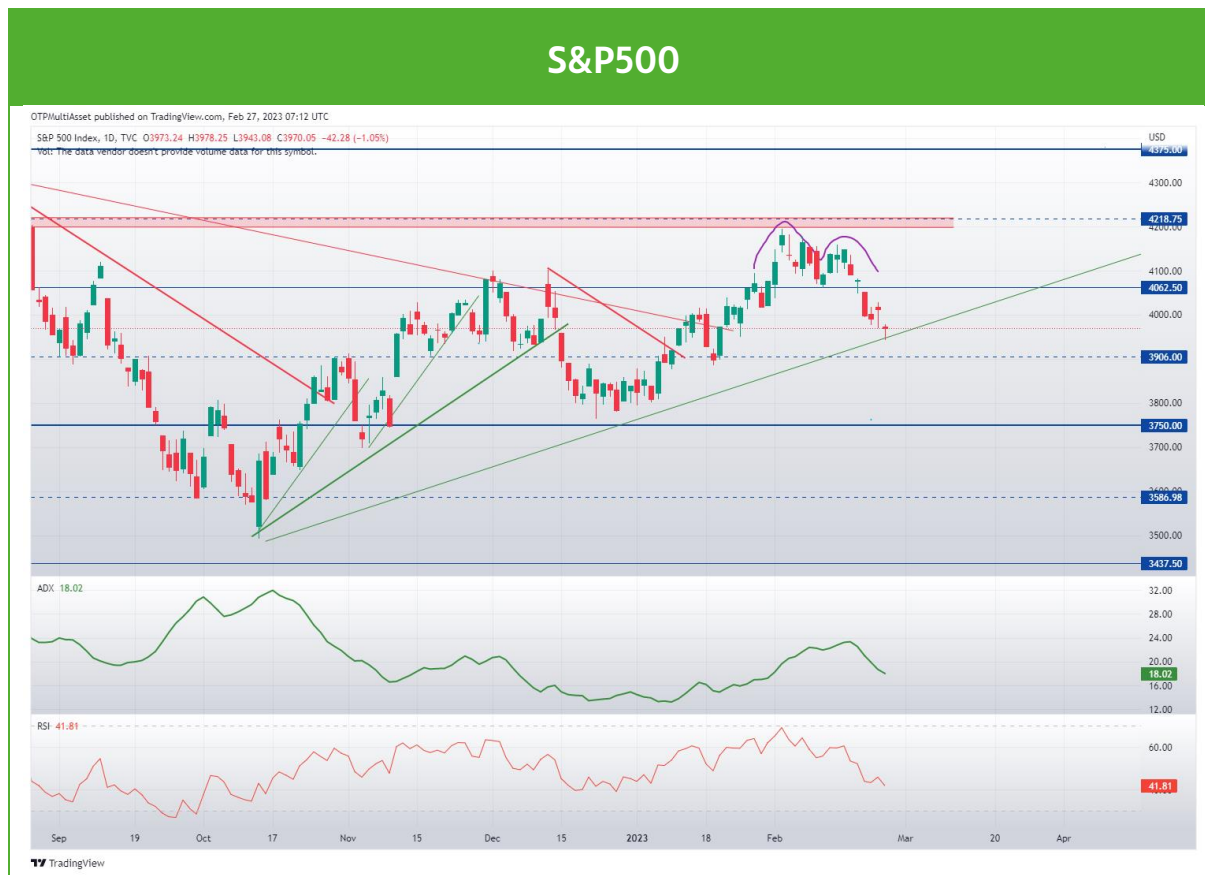 S&P500
OTPMultiAsset published on TradingView.com, Feb 27, 2023 07:12 UTC
S&P 500 Index, 1D, TVC O3973.24 H3978.25 L3943.08 C3970.05 −42.28 (−1.05%)
Vol: The data vendor doesn't provide volume data for this symbol.
USD
4375.00
4300.00
4218.75
4200.00
4100.00
4062.50
4000.00
3906.00
3800.00
3750.00
3700.00
3600.00
3586.98
3500.00
3437.50
ADX 18.02
32.00
28.00
24.00
20.00
18.02
16.00
12.00
RSI 41.81
60.00
41.81
Sep 19 Oct 17 Nov 15 Dec 15 2023 18 Feb Mar 20 Apr
TradingView